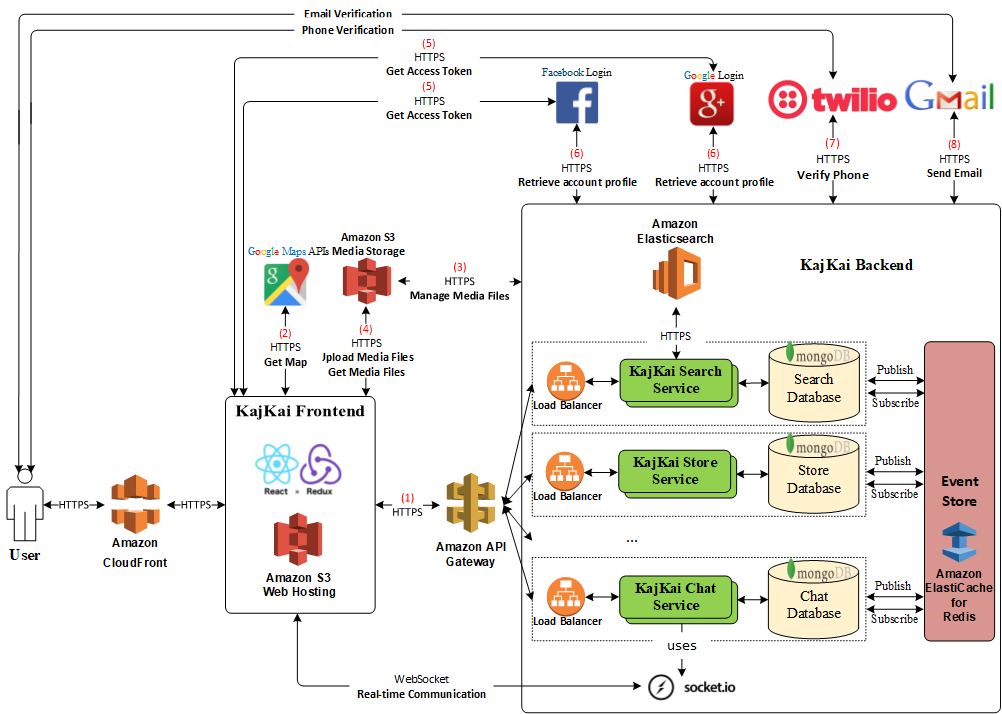 Email Verification
Phone Verification
(5)
HTTPS
Get Access Token
(5)
HTTPS
Get Access Token
Facebook Login
Google Login
g+
twilio
Gmail
(6)
HTTPS
Retrieve account profile
(6)
HTTPS
Retrieve account profile
(7)
HTTPS
Verify Phone
(8)
HTTPS
Send Email
Google Maps APIs
g
Amazon S3
Media Storage
(3)
HTTPS
Manage Media Files
Amazon
Elasticsearch
KajKai Backend
(2)
HTTPS
Get Map
(4)
HTTPS
Jpload Media Files
Get Media Files
HTTPS
KajKai Frontend
React + Redux
Amazon S3
Web Hosting
User
HTTPS
Amazon
CloudFront
HTTPS
(1)
HTTPS
Amazon API
Gateway
Load Balancer
KajKai Search
Service
mongoDB
Search
Database
Publish
Subscribe
Load Balancer
KajKai Store
Service
mongoDB
Store
Database
Publish
Subscribe
...
Load Balancer
KajKai Chat
Service
mongoDB
Chat
Database
Publish
Subscribe
Event
Store
Amazon
ElastiCache
for
Redis
uses
socket.io
WebSocket
Real-time Communication